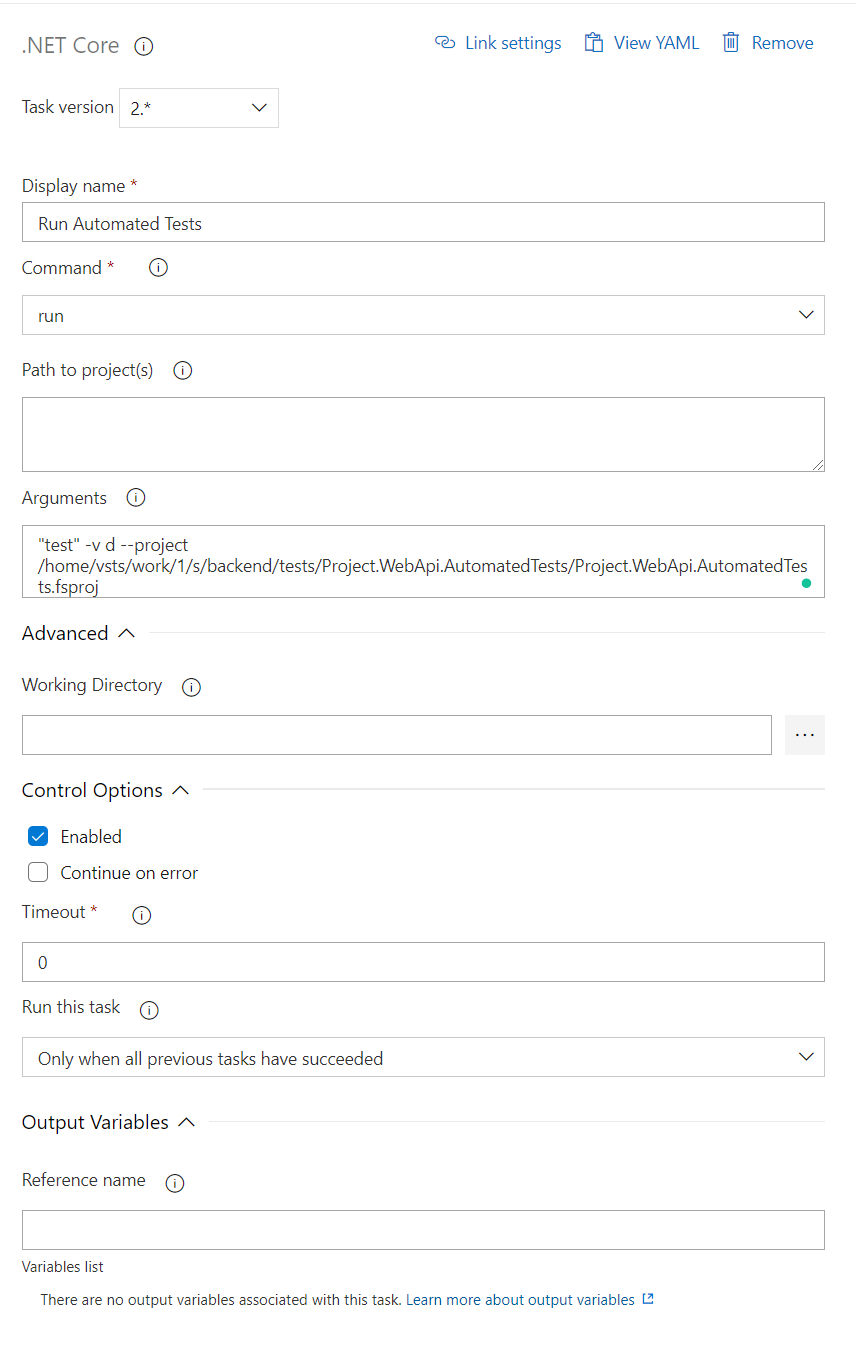 .NET Core
Link settings
View YAML
Remove
Task version
2.*
Display name *
Run Automated Tests
Command *
run
Path to project(s)
Arguments
"test" -v d --project
/home/vsts/work/1/s/backend/tests/Project.WebApi.AutomatedTests/Project.WebApi.AutomatedTes
ts.fsproj
Advanced
Working Directory
...
Control Options
Enabled
Continue on error
Timeout *
0
Run this task
Only when all previous tasks have succeeded
Output Variables
Reference name
Variables list
There are no output variables associated with this task. Learn more about output variables